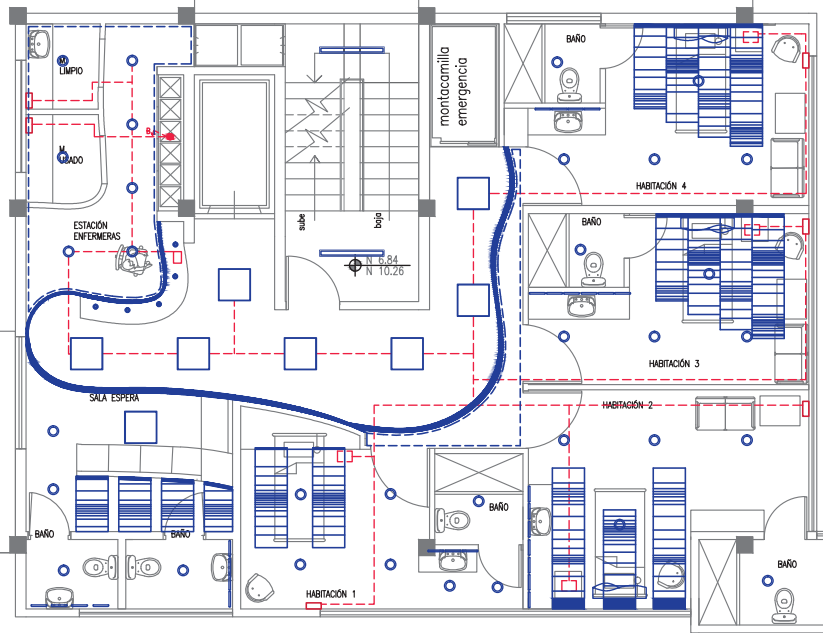 BAÑO
montacamilla
emergencia
M.
LIMPIO
M.
USADO
HABITACIÓN 4
ESTACIÓN
ENFERMERAS
sube
baja
BAÑO
N 6.84
N 10.26
HABITACIÓN 3
SALA ESPERA
HABITACIÓN 2
BAÑO
BAÑO
BAÑO
BAÑO
HABITACIÓN 1